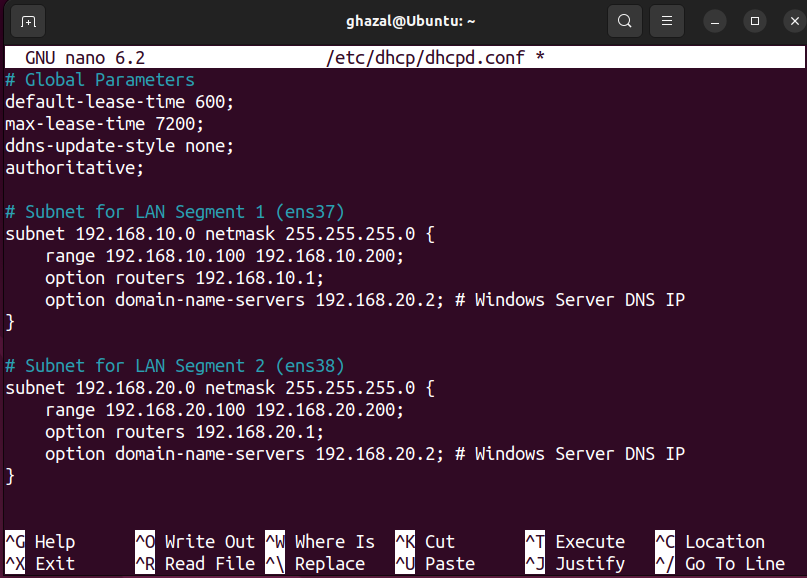 ghazal@Ubuntu: ~
GNU nano 6.2 /etc/dhcp/dhcpd.conf *
# Global Parameters
default-lease-time 600;
max-lease-time 7200;
ddns-update-style none;
authoritative;
# Subnet for LAN Segment 1 (ens37)
subnet 192.168.10.0 netmask 255.255.255.0 {
    range 192.168.10.100 192.168.10.200;
    option routers 192.168.10.1;
    option domain-name-servers 192.168.20.2; # Windows Server DNS IP
}
# Subnet for LAN Segment 2 (ens38)
subnet 192.168.20.0 netmask 255.255.255.0 {
    range 192.168.20.100 192.168.20.200;
    option routers 192.168.20.1;
    option domain-name-servers 192.168.20.2; # Windows Server DNS IP
}
^G Help ^O Write Out ^W Where Is ^K Cut ^T Execute ^C Location
^X Exit ^R Read File ^\ Replace ^U Paste ^J Justify ^/ Go To Line